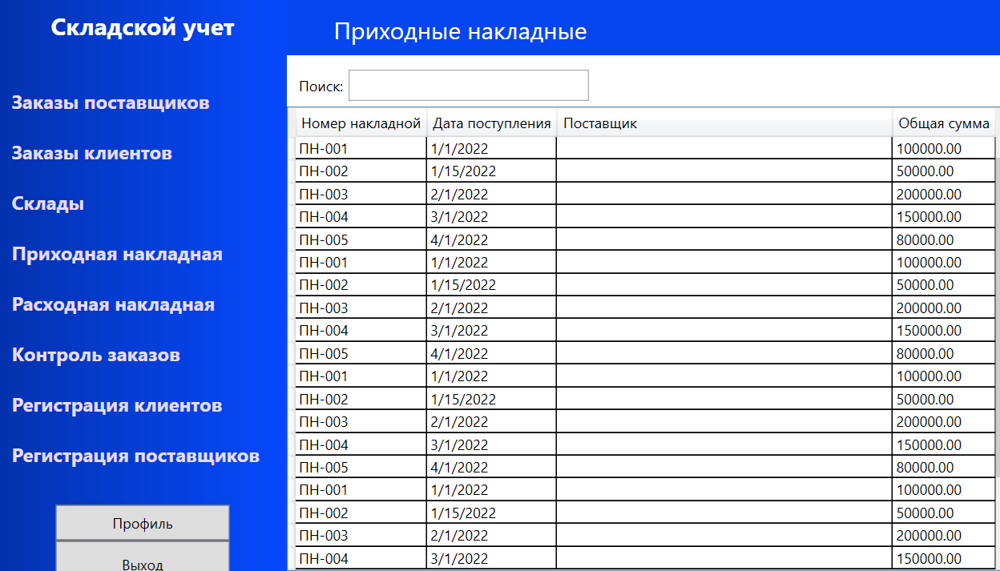 Складской учет
Заказы поставщиков
Заказы клиентов
Склады
Приходная накладная
Расходная накладная
Контроль заказов
Регистрация клиентов
Регистрация поставщиков
Профиль
Выход
Приходные накладные
Поиск:
Номер накладной Дата поступления Поставщик Общая сумма
ПН-001 1/1/2022 100000.00
ПН-002 1/15/2022 50000.00
ПН-003 2/1/2022 200000.00
ПН-004 3/1/2022 150000.00
ПН-005 4/1/2022 80000.00
ПН-001 1/1/2022 100000.00
ПН-002 1/15/2022 50000.00
ПН-003 2/1/2022 200000.00
ПН-004 3/1/2022 150000.00
ПН-005 4/1/2022 80000.00
ПН-001 1/1/2022 100000.00
ПН-002 1/15/2022 50000.00
ПН-003 2/1/2022 200000.00
ПН-004 3/1/2022 150000.00
ПН-005 4/1/2022 80000.00
ПН-001 1/1/2022 100000.00
ПН-002 1/15/2022 50000.00
ПН-003 2/1/2022 200000.00
ПН-004 3/1/2022 150000.00